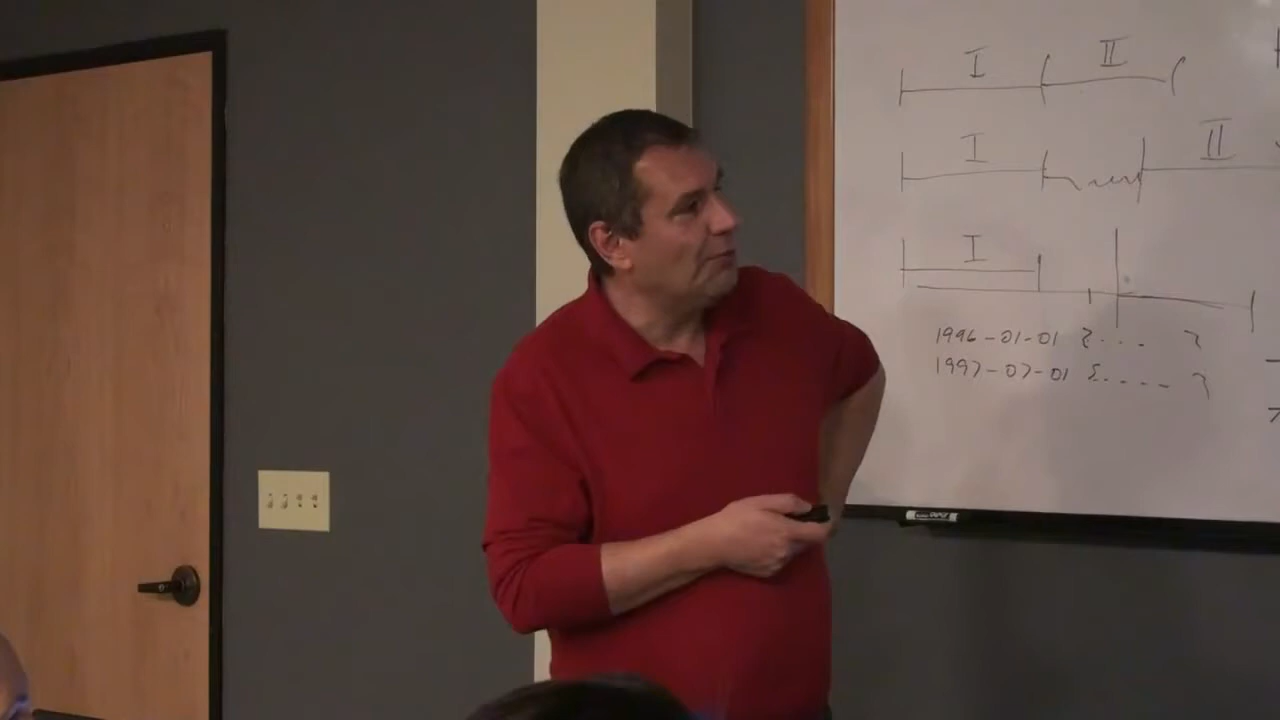 I II
I II
I
1996-01-01 {... }
1997-07-01 {..... }